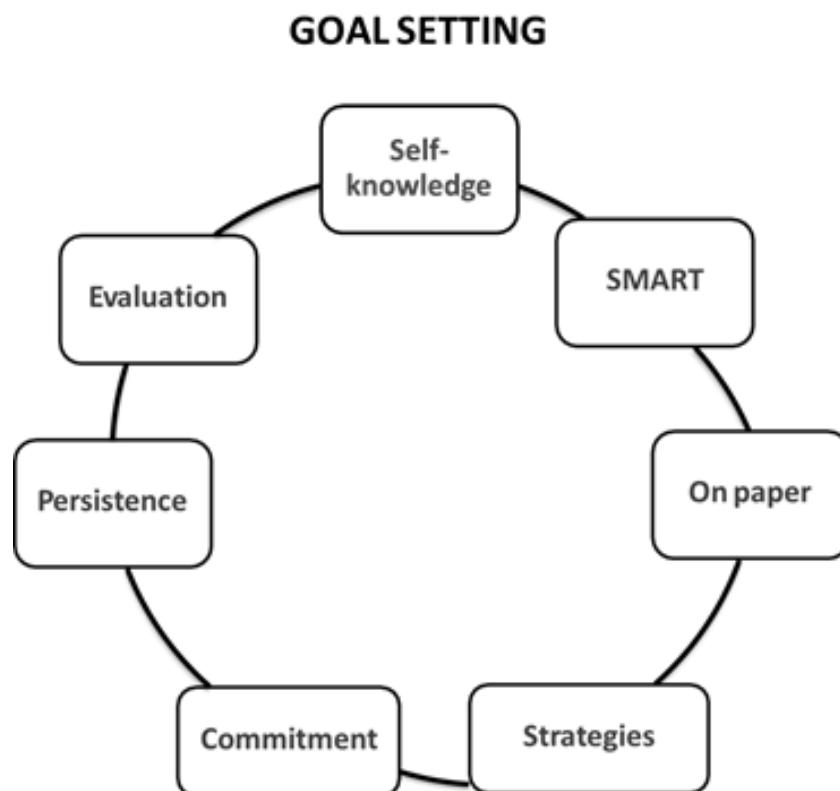 GOAL SETTING
Self-
knowledge
SMART
On paper
Strategies
Commitment
Persistence
Evaluation